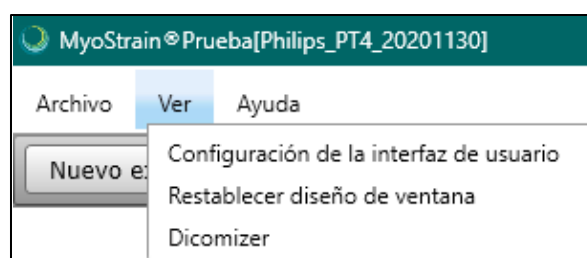 MyoStrain®Prueba[Philips_PT4_20201130]
Archivo Ver Ayuda
Nuevo
Configuración de la interfaz de usuario
Restablecer diseño de ventana
Dicomizer